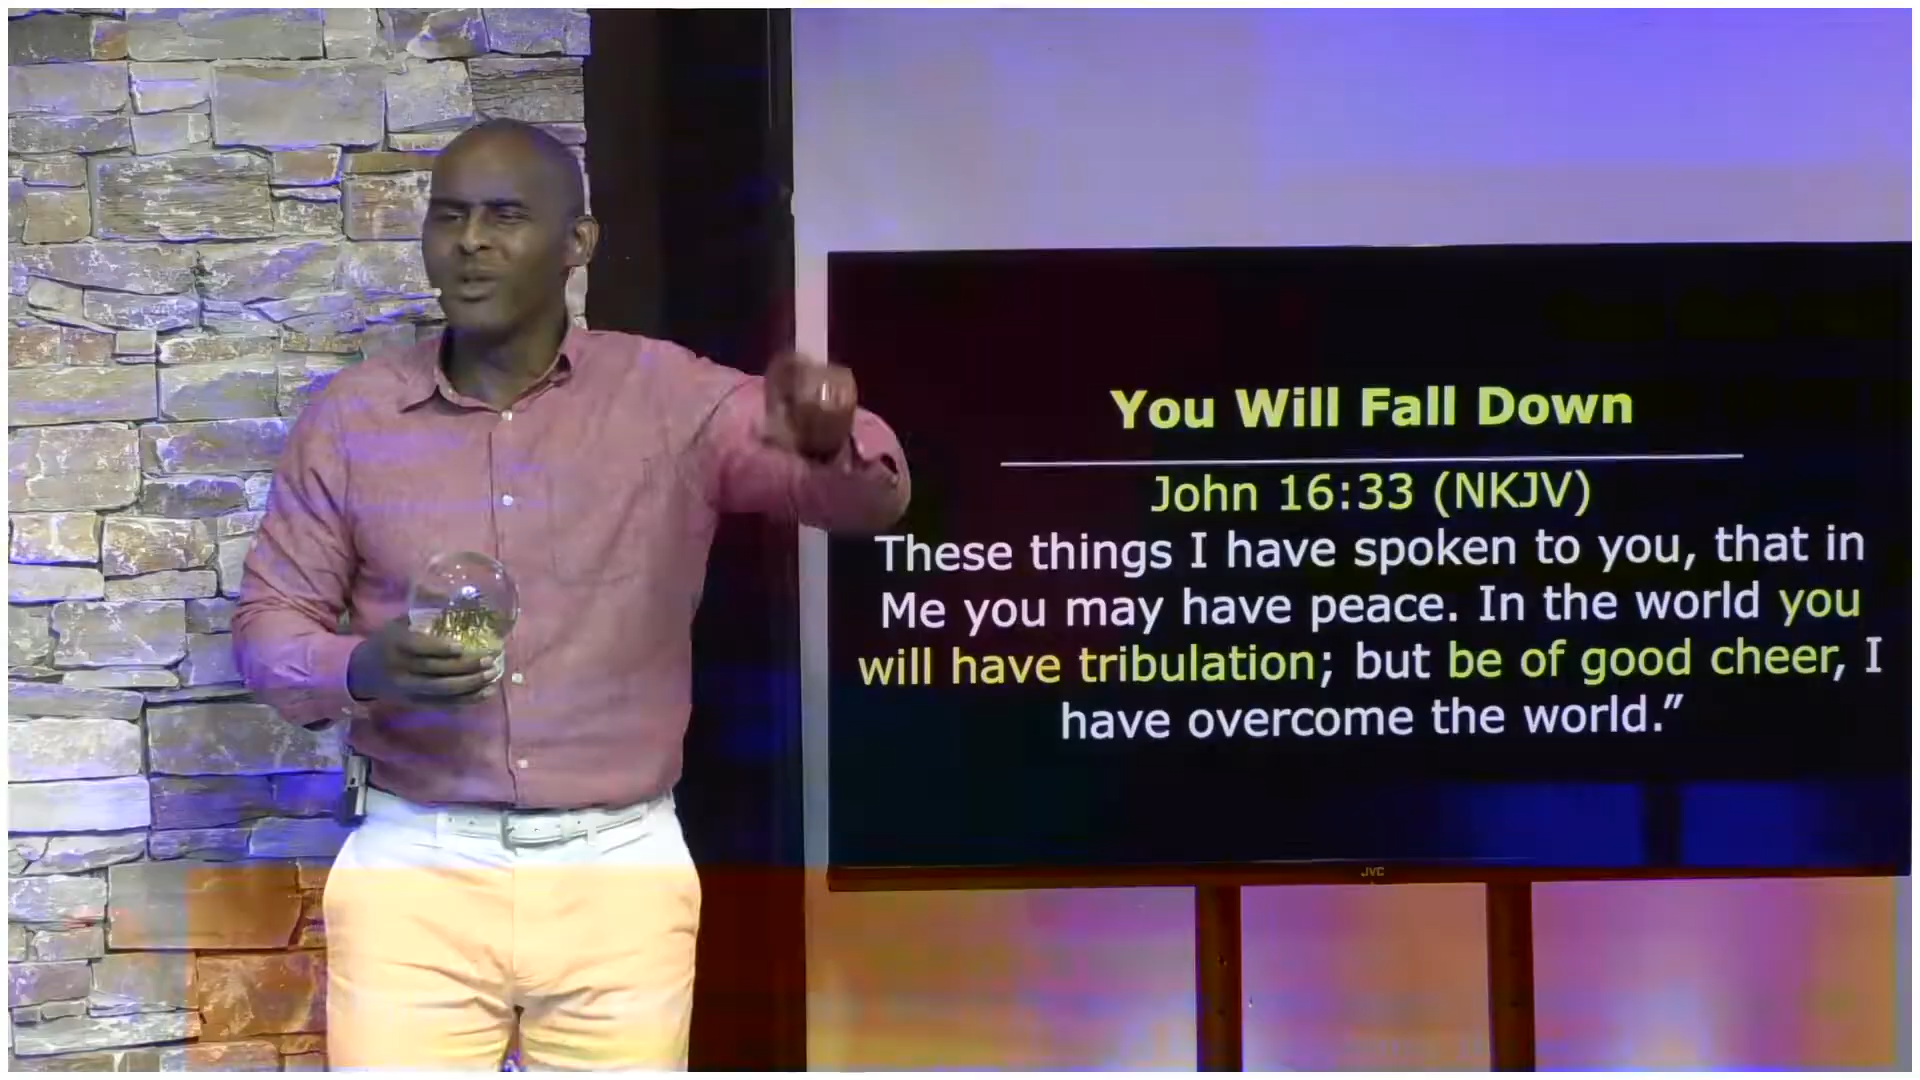 You Will Fall Down
John 16:33 (NKJV)
These things I have spoken to you, that in
Me you may have peace. In the world you
will have tribulation; but be of good cheer, I
have overcome the world.”
JVC